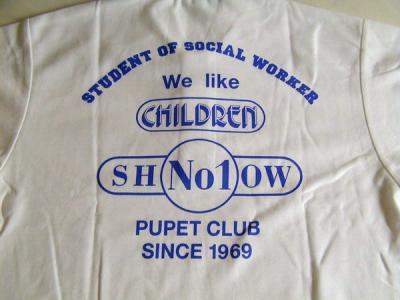 STUDENT OF SOCIAL WORKER
We like
CHILDREN
SH No1 OW
PUPET CLUB
SINCE 1969